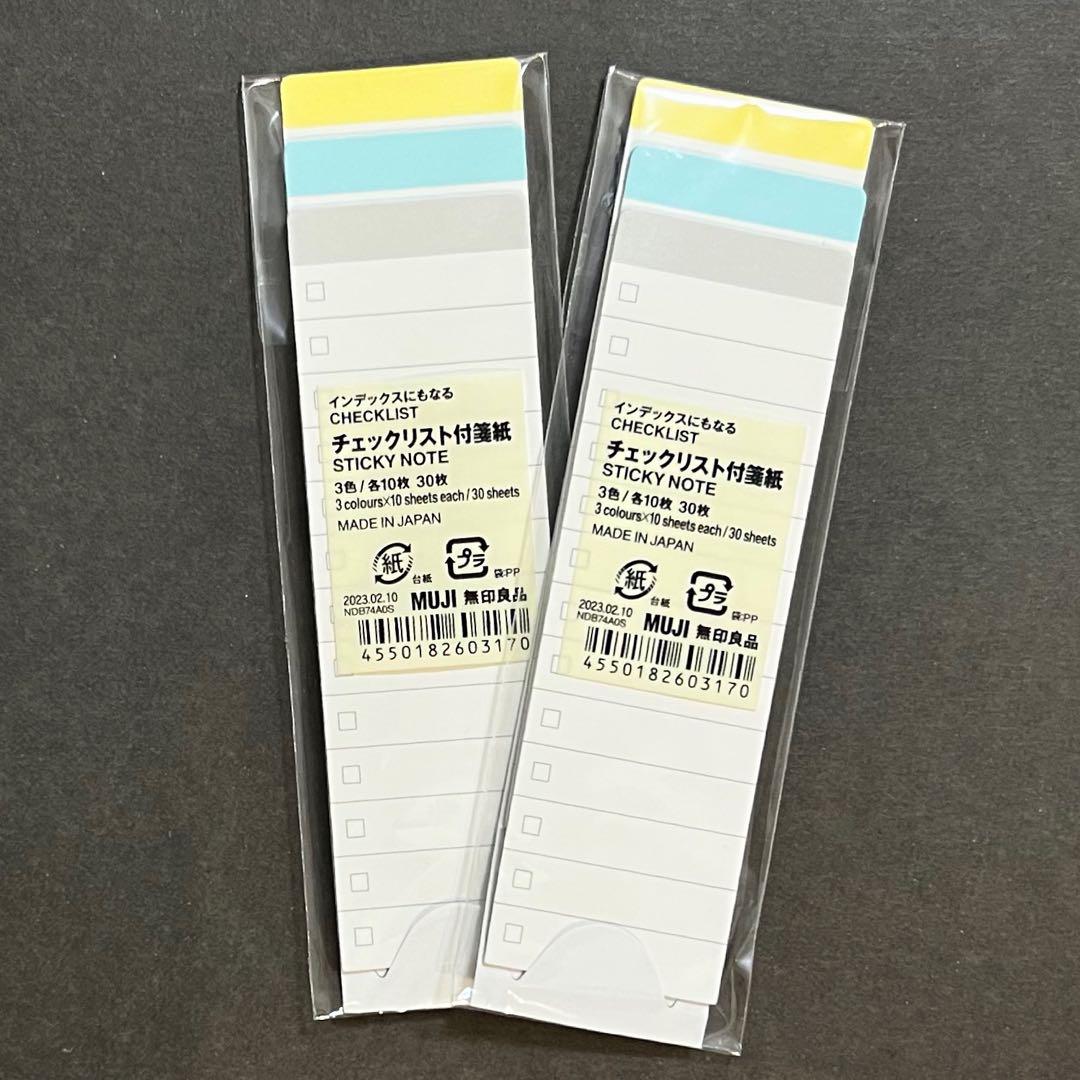 インデックスにもなる
CHECKLIST
チェックリスト付箋紙
STICKY NOTE
3色/各10枚 30枚
3 colours×10 sheets each/30 sheets
MADE IN JAPAN
紙 台紙 プラ 袋:PP
2023.02.10
NDB74A0S
MUJI 無印良品
4550182603170
インデックスにもなる
CHECKLIST
チェックリスト付箋紙
STICKY NOTE
3色/各10枚 30枚
3 colours×10 sheets each/30 sheets
MADE IN JAPAN
紙 台紙 プラ 袋:PP
2023.02.10
NDB74A0S
MUJI 無印良品
4550182603170